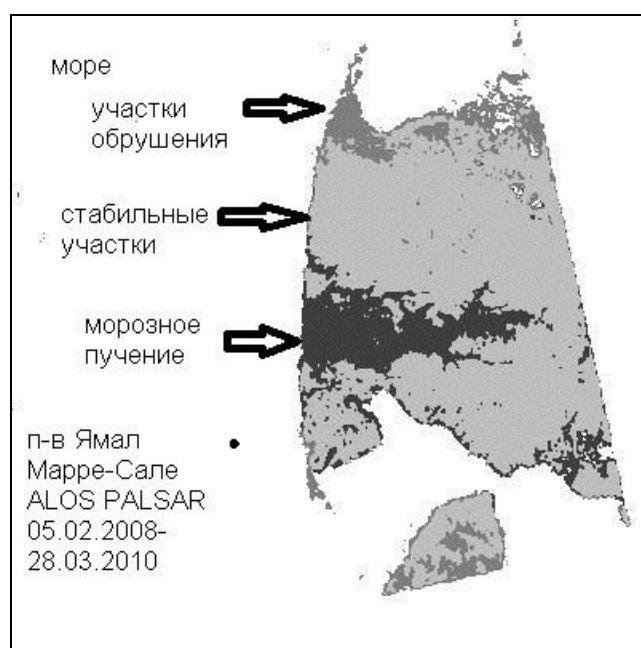 море
участки
обрушения
стабильные
участки
морозное
пучение
п-в Ямал
Марре-Сале
ALOS PALSAR
05.02.2008-
28.03.2010